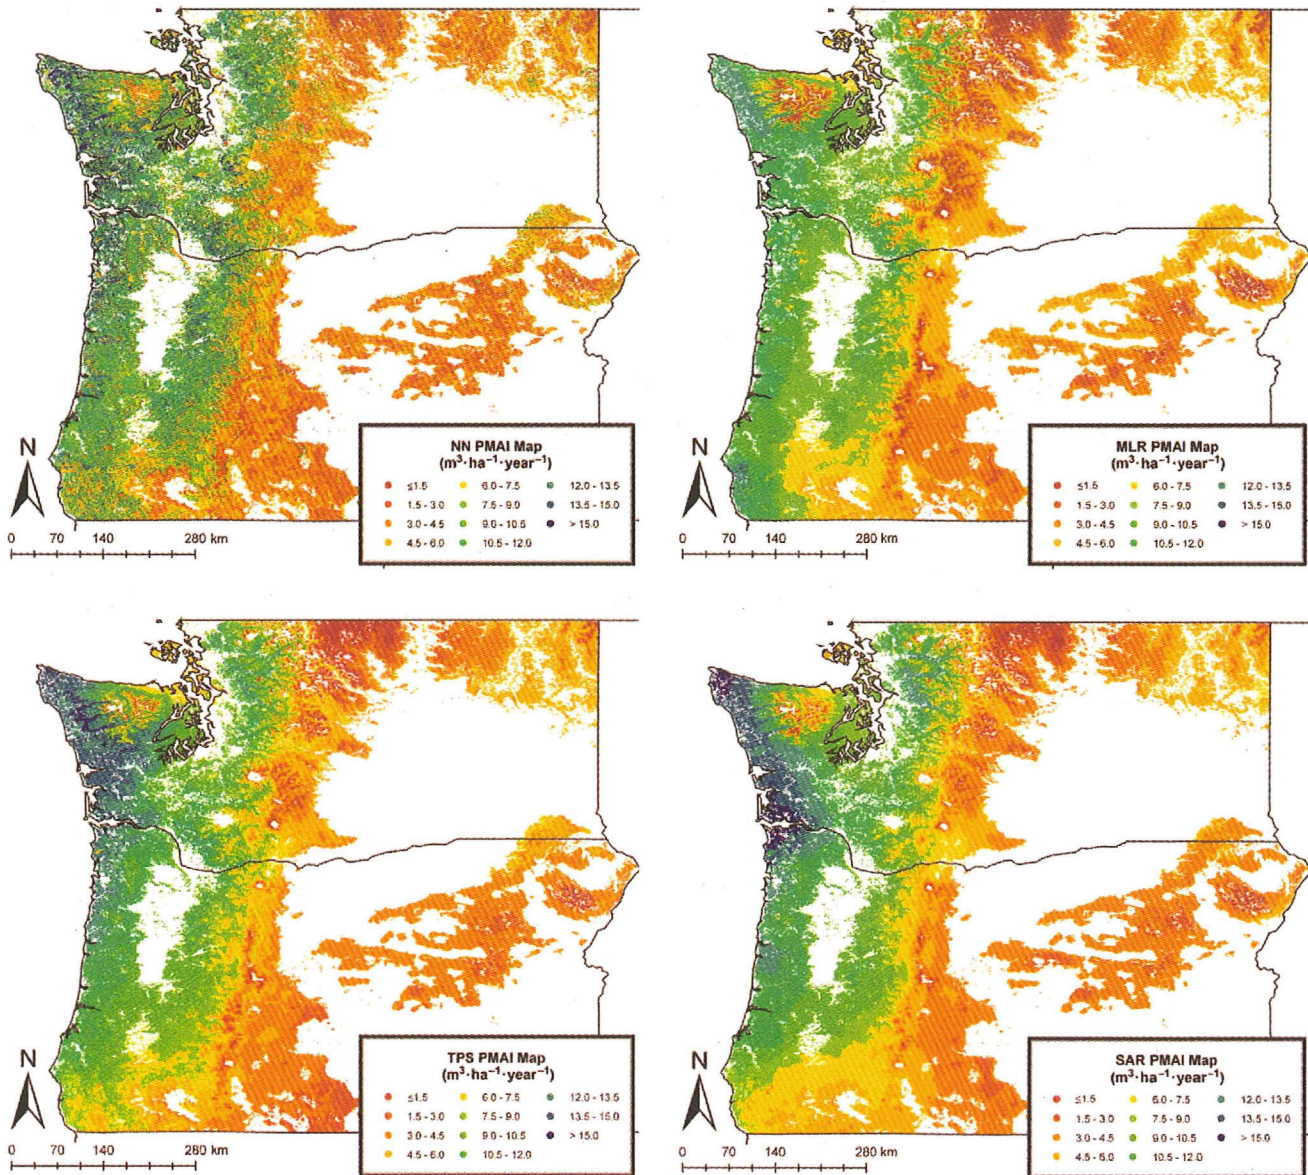 N
NN PMAI Map
(m³·ha⁻¹·year⁻¹)
≤1.5 6.0 - 7.5 12.0 - 13.5
1.5 - 3.0 7.5 - 9.0 13.5 - 15.0
3.0 - 4.5 9.0 - 10.5 > 15.0
4.5 - 6.0 10.5 - 12.0
0 70 140 280 km
N
MLR PMAI Map
(m³·ha⁻¹·year⁻¹)
≤1.5 6.0 - 7.5 12.0 - 13.5
1.5 - 3.0 7.5 - 9.0 13.5 - 15.0
3.0 - 4.5 9.0 - 10.5 > 15.0
4.5 - 6.0 10.5 - 12.0
0 70 140 280 km
N
TPS PMAI Map
(m³·ha⁻¹·year⁻¹)
≤1.5 6.0 - 7.5 12.0 - 13.5
1.5 - 3.0 7.5 - 9.0 13.5 - 15.0
3.0 - 4.5 9.0 - 10.5 > 15.0
4.5 - 6.0 10.5 - 12.0
0 70 140 280 km
N
SAR PMAI Map
(m³·ha⁻¹·year⁻¹)
≤1.5 6.0 - 7.5 12.0 - 13.5
1.5 - 3.0 7.5 - 9.0 13.5 - 15.0
3.0 - 4.5 9.0 - 10.5 > 15.0
4.5 - 6.0 10.5 - 12.0
0 70 140 280 km